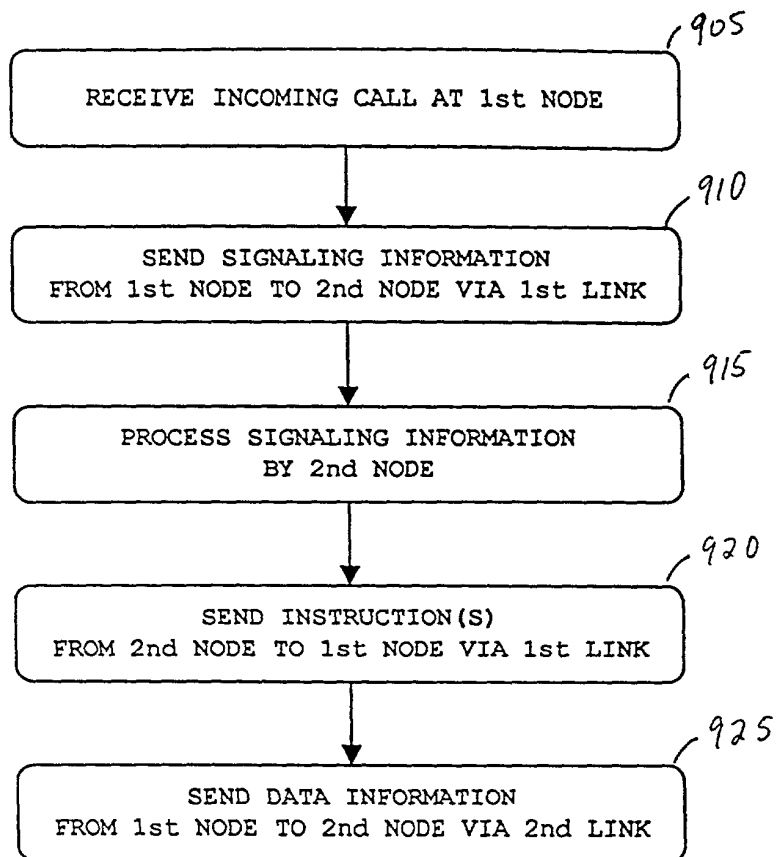 905
RECEIVE INCOMING CALL AT 1st NODE
910
SEND SIGNALING INFORMATION
FROM 1st NODE TO 2nd NODE VIA 1st LINK
915
PROCESS SIGNALING INFORMATION
BY 2nd NODE
920
SEND INSTRUCTION(S)
FROM 2nd NODE TO 1st NODE VIA 1st LINK
925
SEND DATA INFORMATION
FROM 1st NODE TO 2nd NODE VIA 2nd LINK